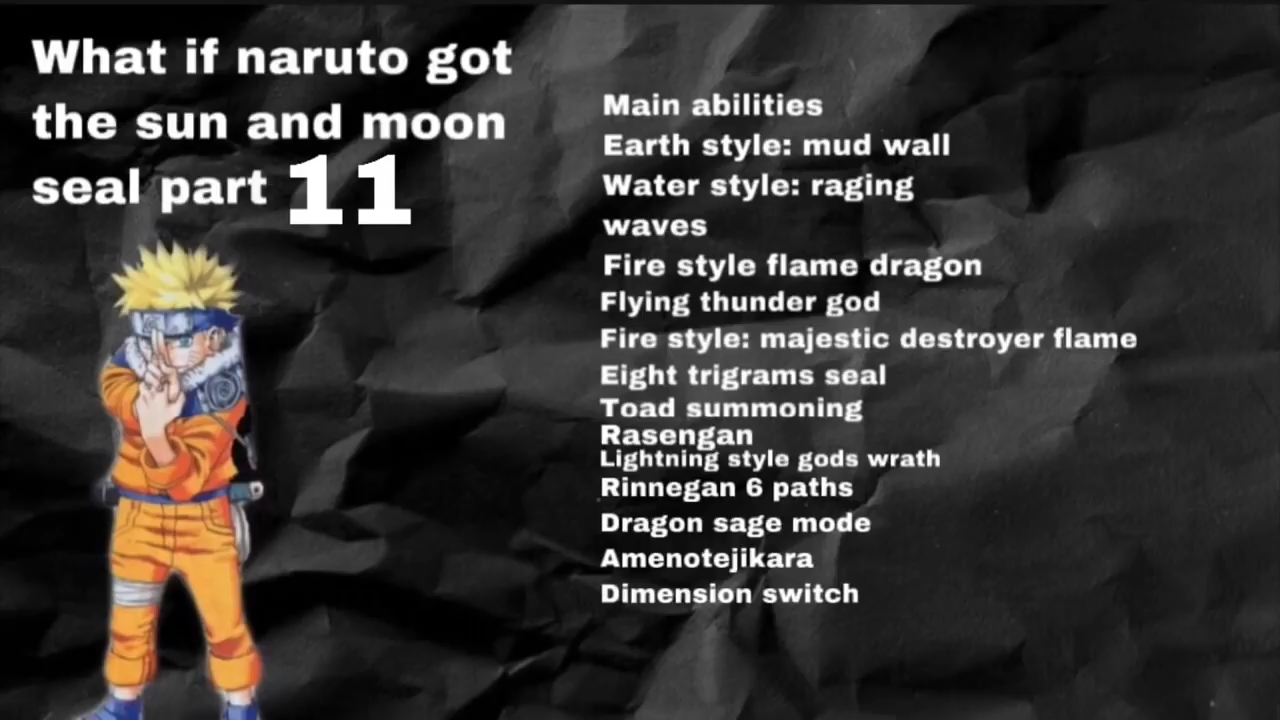 What if naruto got
the sun and moon
seal part 11
Main abilities
Earth style: mud wall
Water style: raging
waves
Fire style flame dragon
Flying thunder god
Fire style: majestic destroyer flame
Eight trigrams seal
Toad summoning
Rasengan
Lightning style gods wrath
Rinnegan 6 paths
Dragon sage mode
Amenotejikara
Dimension switch